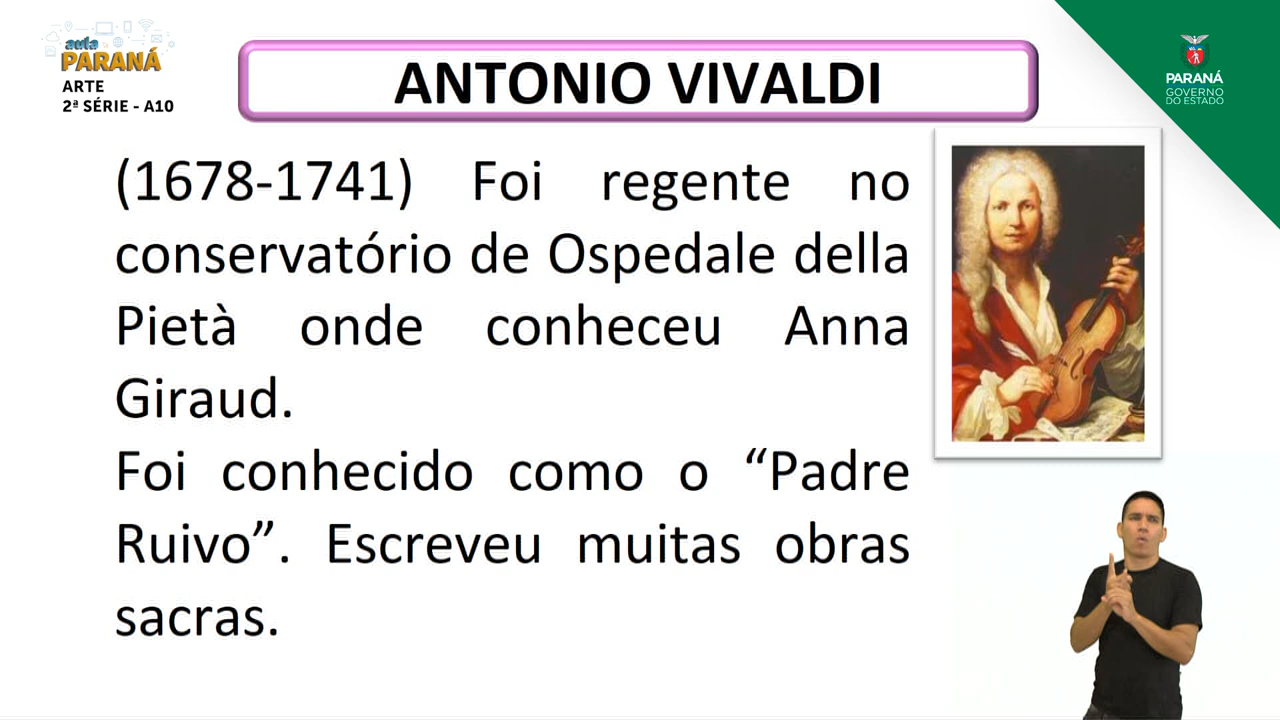 aula
PARANÁ
ARTE
2ª SÉRIE - A10
ANTONIO VIVALDI
PARANÁ
GOVERNO
DO ESTADO
(1678-1741) Foi regente no
conservatório de Ospedale della
Pietà onde conheceu Anna
Giraud.
Foi conhecido como o “Padre
Ruivo”. Escreveu muitas obras
sacras.